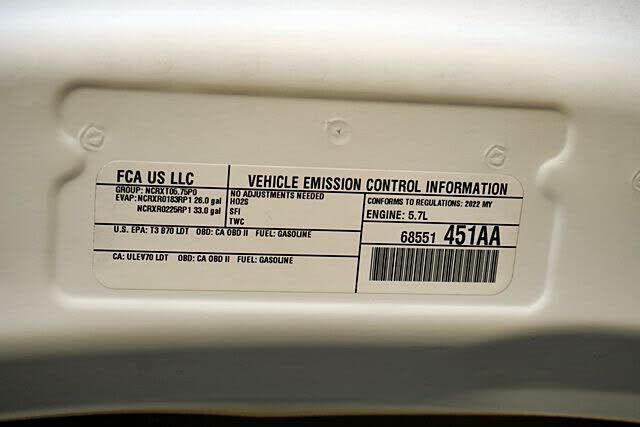 FCA US LLC
VEHICLE EMISSION CONTROL INFORMATION
GROUP: NCRXT05.75P0
EVAP: NCRXR0183RP1 26.0 gal
NCRXR0225RP1 33.0 gal
NO ADJUSTMENTS NEEDED
HO2S
SFI
TWC
CONFORMS TO REGULATIONS: 2022 MY
ENGINE: 5.7L
U.S. EPA: T3 B70 LDT OBD: CA OBD II FUEL: GASOLINE
CA: ULEV70 LDT OBD: CA OBD II FUEL: GASOLINE
68551 451AA